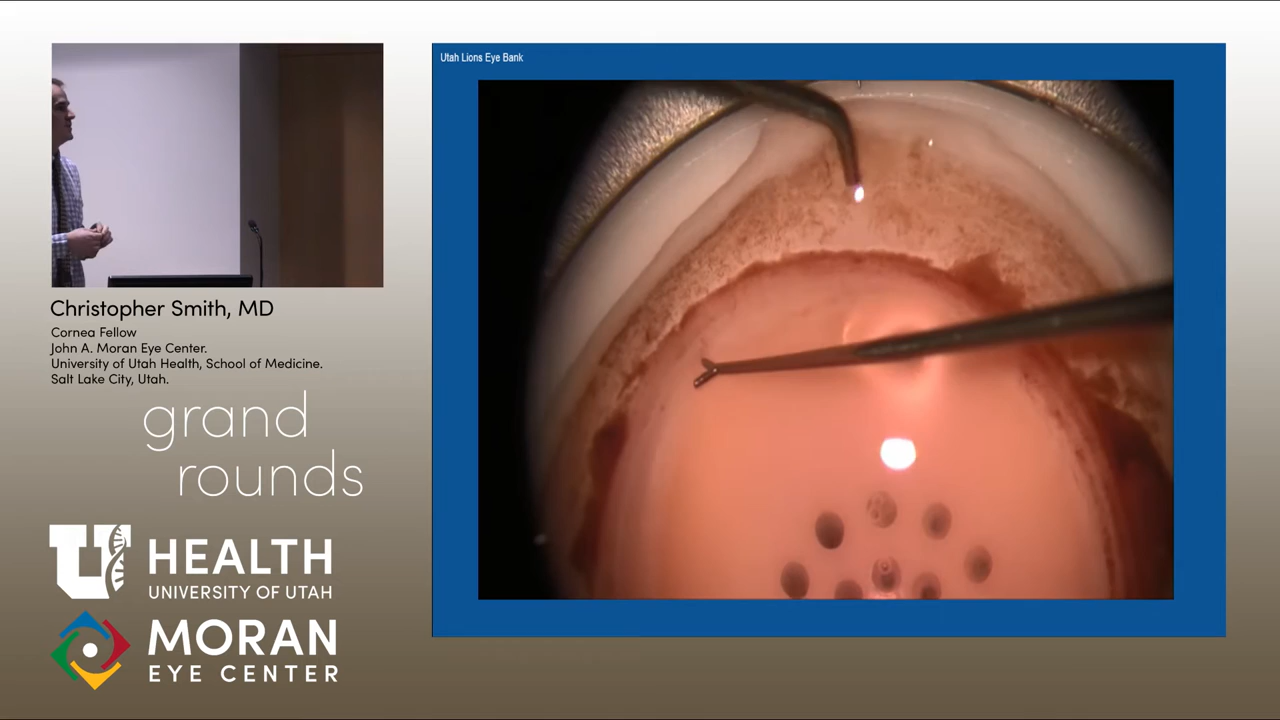 Utah Lions Eye Bank
Christopher Smith, MD
Cornea Fellow
John A. Moran Eye Center.
University of Utah Health, School of Medicine.
Salt Lake City, Utah.
grand
rounds
U HEALTH
UNIVERSITY OF UTAH
MORAN
EYE CENTER